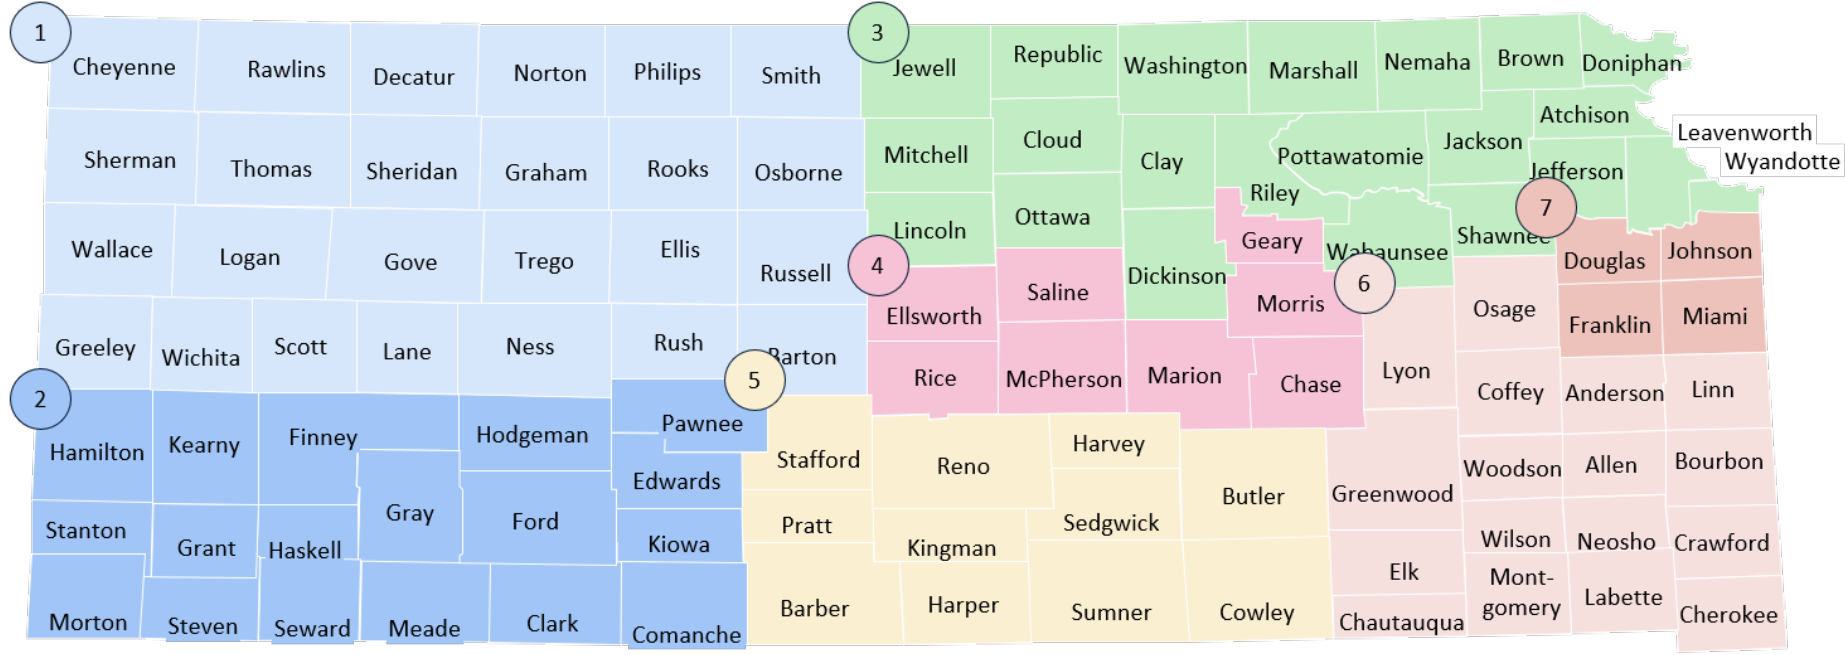 1
3
Cheyenne
Rawlins
Decatur
Norton
Philips
Smith
Jewell
Republic
Washington
Marshall
Nemaha
Brown
Doniphan
Sherman
Thomas
Sheridan
Graham
Rooks
Osborne
Mitchell
Cloud
Clay
Riley
Pottawatomie
Jackson
Atchison
Jefferson
Leavenworth
Wyandotte
Wallace
Logan
Gove
Trego
Ellis
Russell
Lincoln
Ottawa
Dickinson
Geary
Wabaunsee
Shawnee
7
Douglas
Johnson
4
6
Ellsworth
Saline
Morris
Osage
Franklin
Miami
Greeley
Wichita
Scott
Lane
Ness
Rush
Barton
Rice
McPherson
Marion
Chase
Lyon
Coffey
Anderson
Linn
2
5
Hamilton
Kearny
Finney
Hodgeman
Pawnee
Edwards
Stafford
Reno
Harvey
Butler
Greenwood
Woodson
Allen
Bourbon
Stanton
Grant
Haskell
Gray
Ford
Kiowa
Pratt
Kingman
Sedgwick
Elk
Wilson
Neosho
Crawford
Morton
Steven
Seward
Meade
Clark
Comanche
Barber
Harper
Sumner
Cowley
Chautauqua
Mont-
gomery
Labette
Cherokee